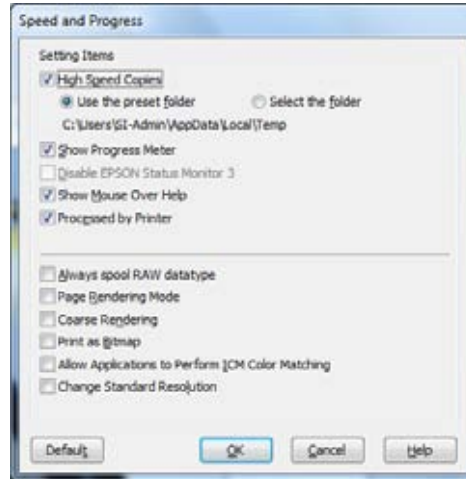 Speed and Progress
Setting Items
High Speed Copies
Use the preset folder Select the folder
C:\Users\SI-Admin\AppData\Local\Temp
Show Progress Meter
Disable EPSON Status Monitor 3
Show Mouse Over Help
Processed by Printer
Always spool RAW datatype
Page Rendering Mode
Coarse Rendering
Print as Bitmap
Allow Applications to Perform ICM Color Matching
Change Standard Resolution
Default OK Cancel Help